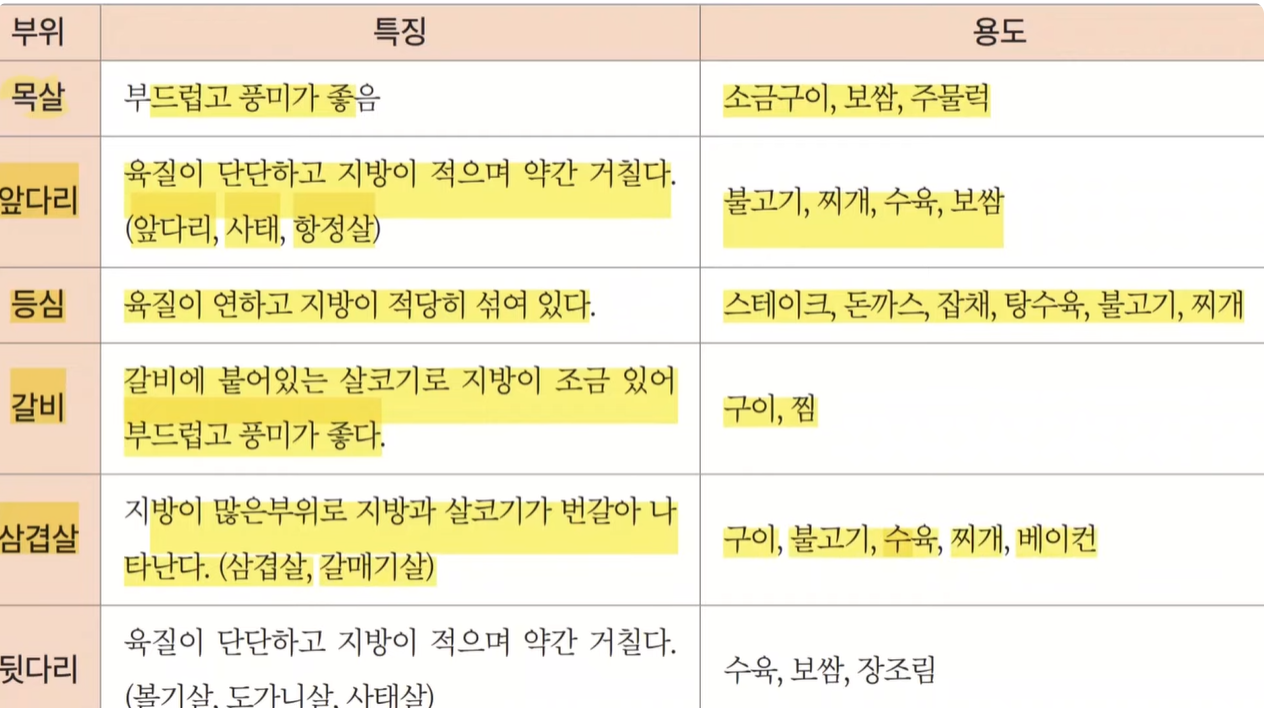 부위 특징 용도
목살 부드럽고 풍미가 좋음 소금구이, 보쌈, 주물럭
앞다리 육질이 단단하고 지방이 적으며 약간 거칠다.
(앞다리, 사태, 항정살) 불고기, 찌개, 수육, 보쌈
등심 육질이 연하고 지방이 적당히 섞여 있다. 스테이크, 돈까스, 잡채, 탕수육, 불고기, 찌개
갈비 갈비에 붙어있는 살코기로 지방이 조금 있어
부드럽고 풍미가 좋다. 구이, 찜
삼겹살 지방이 많은부위로 지방과 살코기가 번갈아 나
타난다. (삼겹살, 갈매기살) 구이, 불고기, 수육, 찌개, 베이컨
뒷다리 육질이 단단하고 지방이 적으며 약간 거칠다.
(볼기살, 도가니살, 사태살) 수육, 보쌈, 장조림